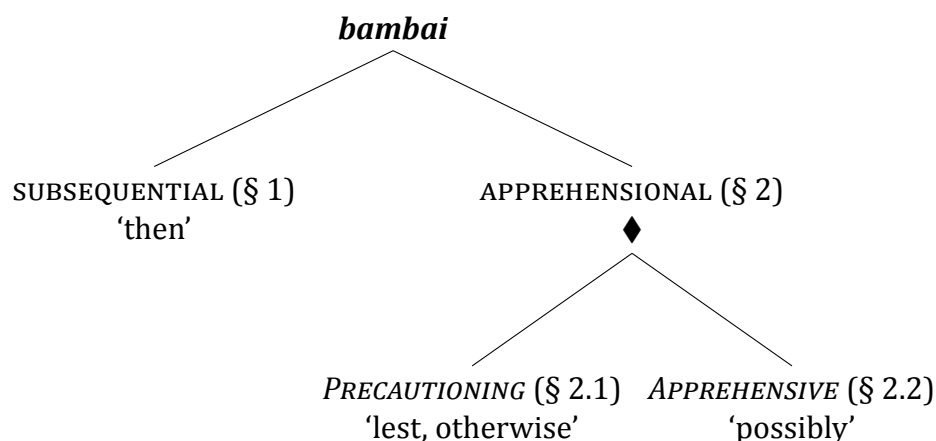 bambai
SUBSEQUENTIAL (§ 1) APPREHENSIONAL (§ 2)
‘then’ ♦
PRECAUTIONING (§ 2.1) APPREHENSIVE (§ 2.2)
‘lest, otherwise’ ‘possibly’